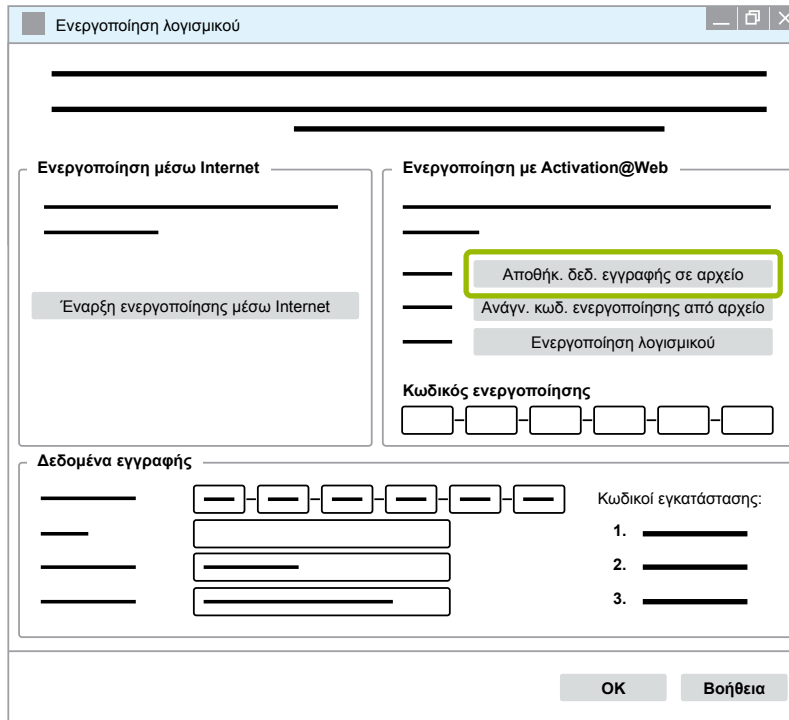 Ενεργοποίηση λογισμικού
Ενεργοποίηση μέσω Internet
Ενεργοποίηση με Activation@Web
Αποθήκ. δεδ. εγγραφής σε αρχείο
Έναρξη ενεργοποίησης μέσω Internet
Ανάγν. κωδ. ενεργοποίησης από αρχείο
Ενεργοποίηση λογισμικού
Κωδικός ενεργοποίησης
Δεδομένα εγγραφής
Κωδικοί εγκατάστασης:
1.
2.
3.
OK
Βοήθεια